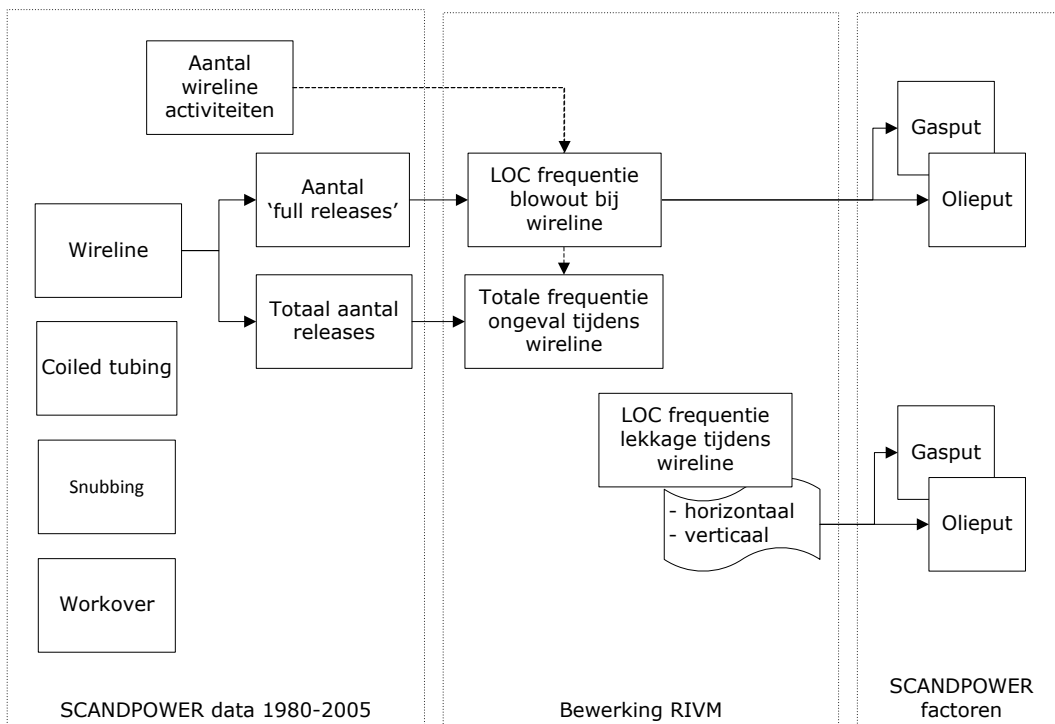 Aantal
wireline
activiteiten
Wireline
Aantal
‘full releases’
Totaal aantal
releases
Coiled tubing
Snubbing
Workover
SCANDPOWER data 1980-2005
LOC frequentie
blowout bij
wireline
Totale frequentie
ongeval tijdens
wireline
LOC frequentie
lekkage tijdens
wireline
- horizontaal
- verticaal
Bewerking RIVM
Gasput
Olieput
Gasput
Olieput
SCANDPOWER
factoren